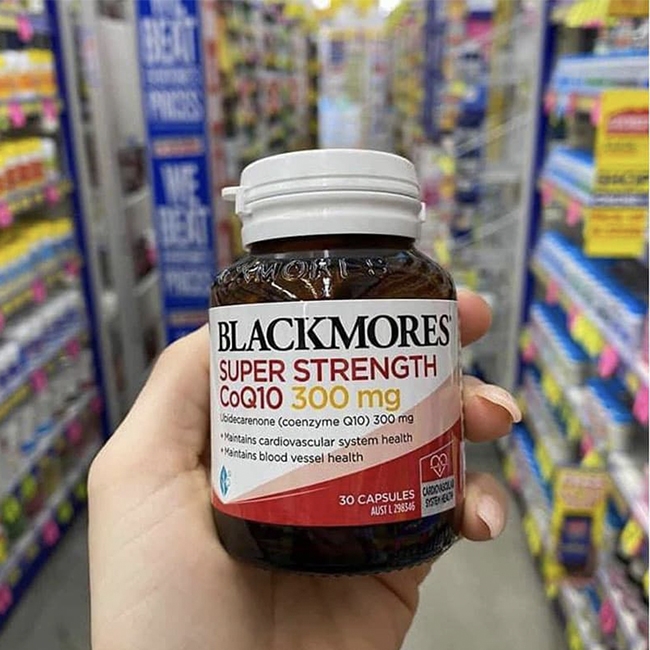 WE
BEAT
PRICES
WE
BEAT
PRICES
BLACKMORES
BLACKMORES®
SUPER STRENGTH
CoQ10 300 mg
Ubidecarenone (coenzyme Q10) 300 mg
• Maintains cardiovascular system health
• Maintains blood vessel health
30 CAPSULES
AUST L 298346
CARDIOVASCULAR
SYSTEM HEALTH